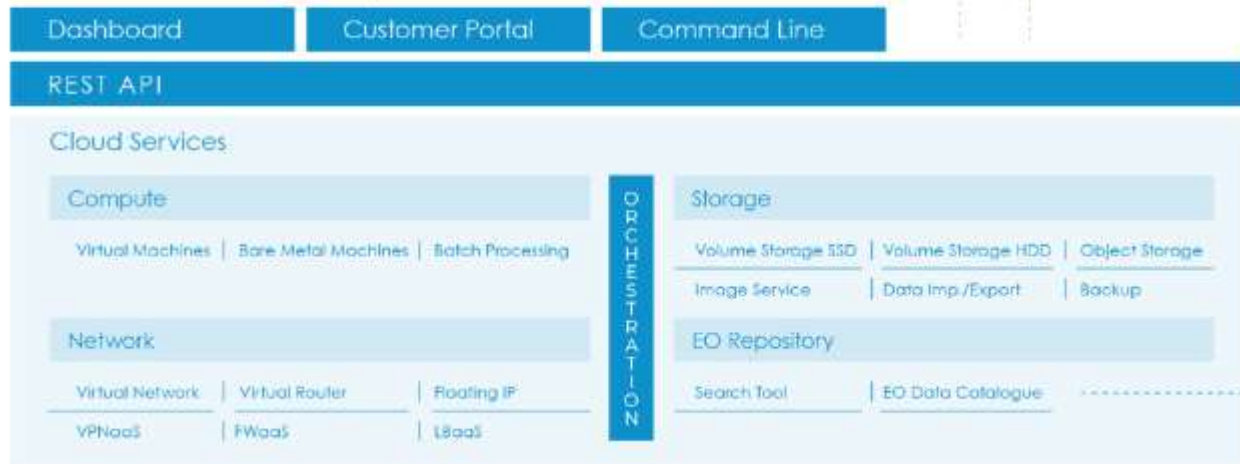 Dashboard
Customer Portal
Command Line
REST API
Cloud Services
Compute
Virtual Machines | Bare Metal Machines | Batch Processing
Network
Virtual Network | Virtual Router | Floating IP
VPNaaS | FWaaS | LBaaS
ORCHESTRATION
Storage
Volume Storage SSD | Volume Storage HDD | Object Storage
Image Service | Data Imp./Export | Backup
EO Repository
Search Tool | EO Data Catalogue